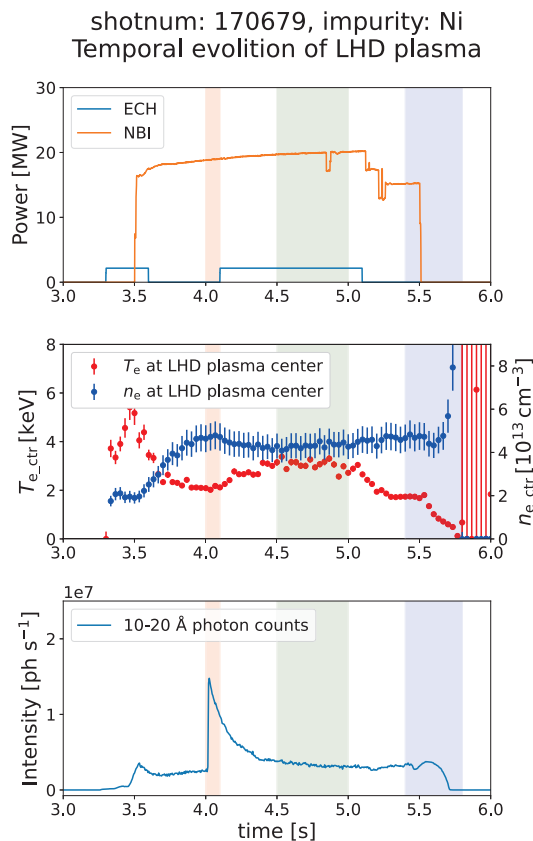 shotnum: 170679, impurity: Ni
Temporal evolition of LHD plasma
30
20
10
0
Power [MW]
ECH
NBI
3.0 3.5 4.0 4.5 5.0 5.5 6.0
8
6
4
2
0
T_e_ctr [keV]
T_e at LHD plasma center
n_e at LHD plasma center
8
6
4
2
0
n_e_ctr [10^13 cm^−3]
3.0 3.5 4.0 4.5 5.0 5.5 6.0
1e7
2
1
0
Intensity [ph s^−1]
10-20 Å photon counts
3.0 3.5 4.0 4.5 5.0 5.5 6.0
time [s]